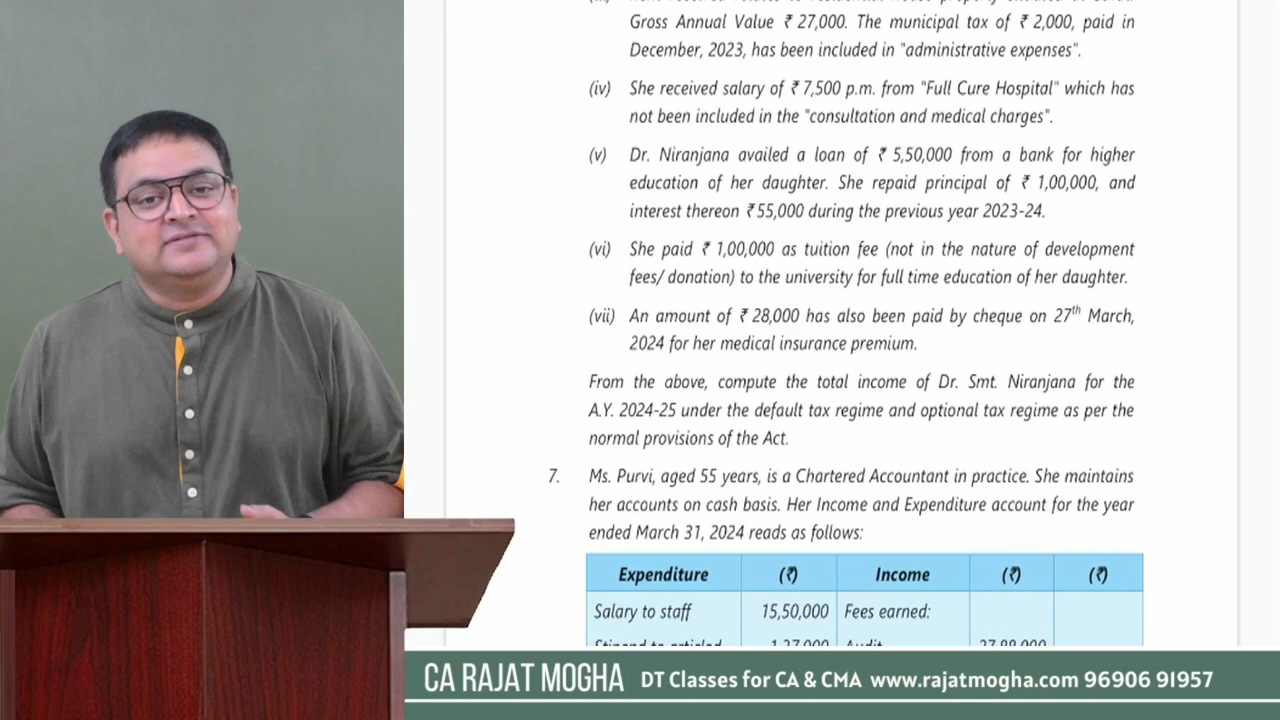 Gross Annual Value ₹ 27,000. The municipal tax of ₹ 2,000, paid in
December, 2023, has been included in "administrative expenses".
(iv) She received salary of ₹ 7,500 p.m. from "Full Cure Hospital" which has
not been included in the "consultation and medical charges".
(v) Dr. Niranjana availed a loan of ₹ 5,50,000 from a bank for higher
education of her daughter. She repaid principal of ₹ 1,00,000, and
interest thereon ₹ 55,000 during the previous year 2023-24.
(vi) She paid ₹ 1,00,000 as tuition fee (not in the nature of development
fees/ donation) to the university for full time education of her daughter.
(vii) An amount of ₹ 28,000 has also been paid by cheque on 27th March,
2024 for her medical insurance premium.
From the above, compute the total income of Dr. Smt. Niranjana for the
A.Y. 2024-25 under the default tax regime and optional tax regime as per the
normal provisions of the Act.
7. Ms. Purvi, aged 55 years, is a Chartered Accountant in practice. She maintains
her accounts on cash basis. Her Income and Expenditure account for the year
ended March 31, 2024 reads as follows:
Expenditure (₹) Income (₹) (₹)
Salary to staff 15,50,000 Fees earned:
CA RAJAT MOGHA DT Classes for CA & CMA www.rajatmogha.com 96906 91957